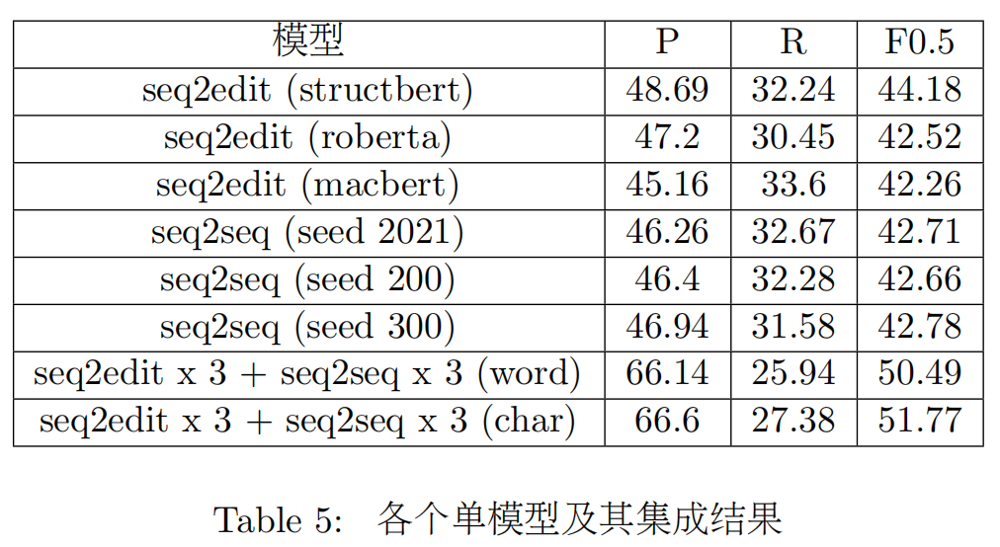 模型 P R F0.5
seq2edit (structbert) 48.69 32.24 44.18
seq2edit (roberta) 47.2 30.45 42.52
seq2edit (macbert) 45.16 33.6 42.26
seq2seq (seed 2021) 46.26 32.67 42.71
seq2seq (seed 200) 46.4 32.28 42.66
seq2seq (seed 300) 46.94 31.58 42.78
seq2edit x 3 + seq2seq x 3 (word) 66.14 25.94 50.49
seq2edit x 3 + seq2seq x 3 (char) 66.6 27.38 51.77
Table 5: 各个单模型及其集成结果